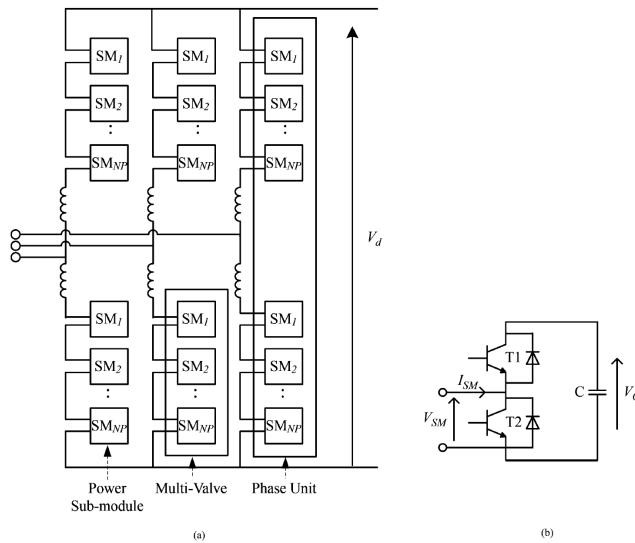 SM1 SM1 SM1
SM2 SM2 SM2
SMNP SMNP SMNP
Vd
SM1 SM1 SM1
SM2 SM2 SM2
SMNP SMNP SMNP
Power
Sub-module
Multi-Valve
Phase Unit
(a)
T1
ISM
C
VSM
T2
(b)